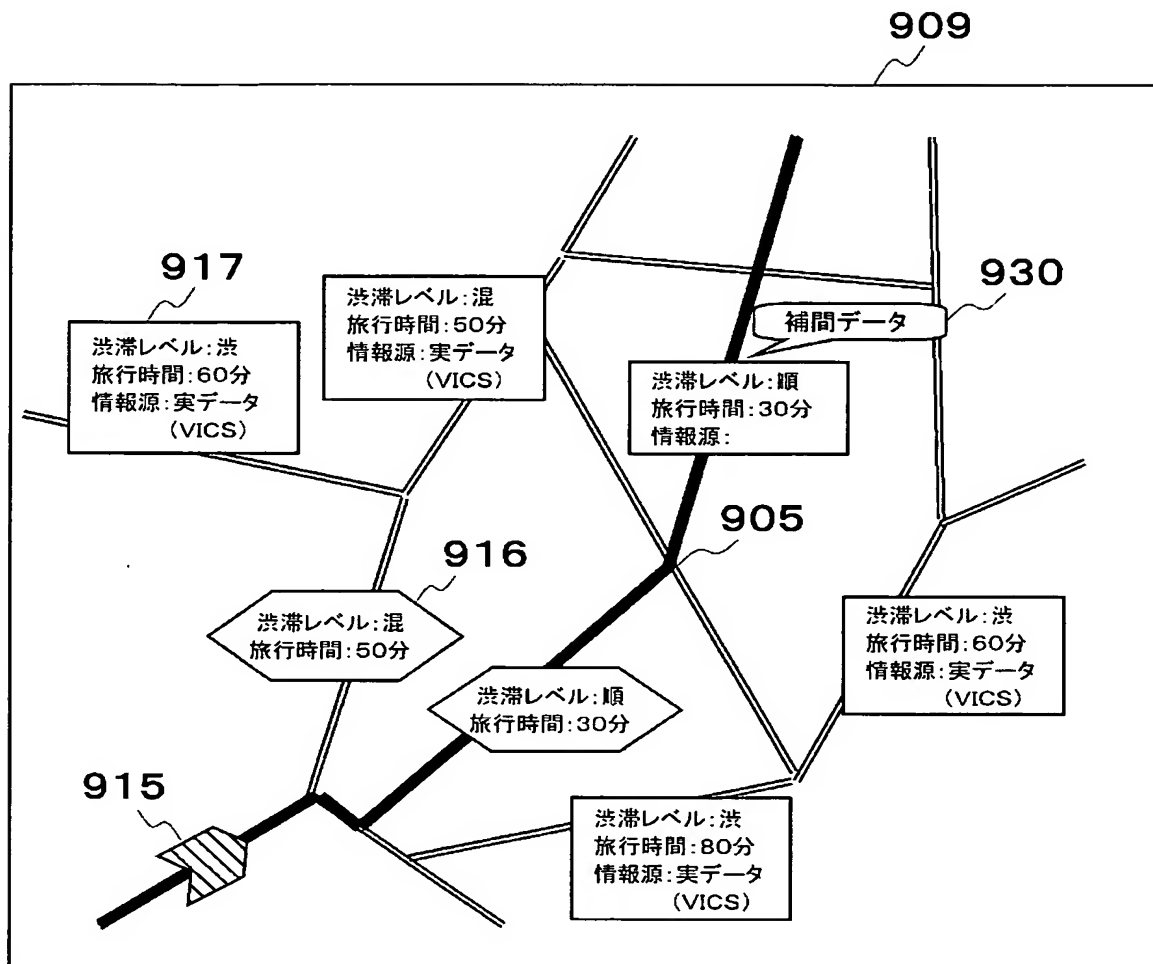 909
917
渋滞レベル:渋
旅行時間:60分
情報源:実データ
(VICS)
渋滞レベル:混
旅行時間:50分
情報源:実データ
(VICS)
930
補間データ
渋滞レベル:順
旅行時間:30分
情報源:
905
916
渋滞レベル:混
旅行時間:50分
渋滞レベル:順
旅行時間:30分
渋滞レベル:渋
旅行時間:60分
情報源:実データ
(VICS)
915
渋滞レベル:渋
旅行時間:80分
情報源:実データ
(VICS)